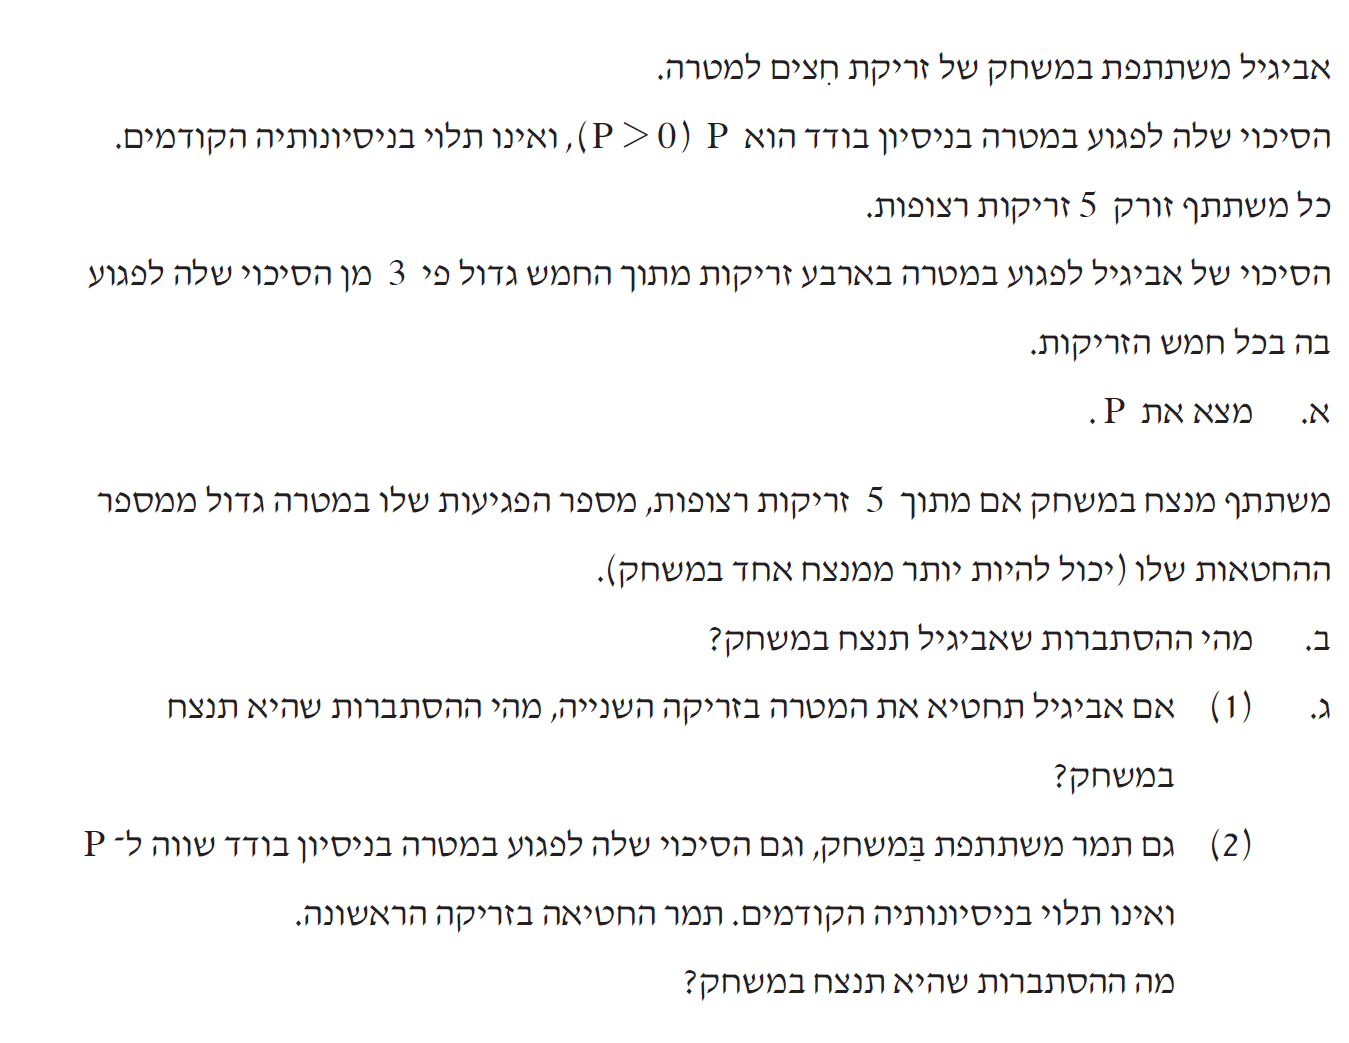 אביגיל משתתפת במשחק של זריקת חִצים למטרה.
הסיכוי שלה לפגוע במטרה בניסיון בודד הוא P (P > 0), ואינו תלוי בניסיונותיה הקודמים.
כל משתתף זורק 5 זריקות רצופות.
הסיכוי של אביגיל לפגוע במטרה בארבע זריקות מתוך החמש גדול פי 3 מן הסיכוי שלה לפגוע
בה בכל חמש הזריקות.
א. מצא את P .
משתתף מנצח במשחק אם מתוך 5 זריקות רצופות, מספר הפגיעות שלו במטרה גדול ממספר
ההחטאות שלו (יכול להיות יותר ממנצח אחד במשחק).
ב. מהי ההסתברות שאביגיל תנצח במשחק?
ג. (1) אם אביגיל תחטיא את המטרה בזריקה השנייה, מהי ההסתברות שהיא תנצח
במשחק?
(2) גם תמר משתתפת בַּמשחק, וגם הסיכוי שלה לפגוע במטרה בניסיון בודד שווה ל־ P
ואינו תלוי בניסיונותיה הקודמים. תמר החטיאה בזריקה הראשונה.
מה ההסתברות שהיא תנצח במשחק?